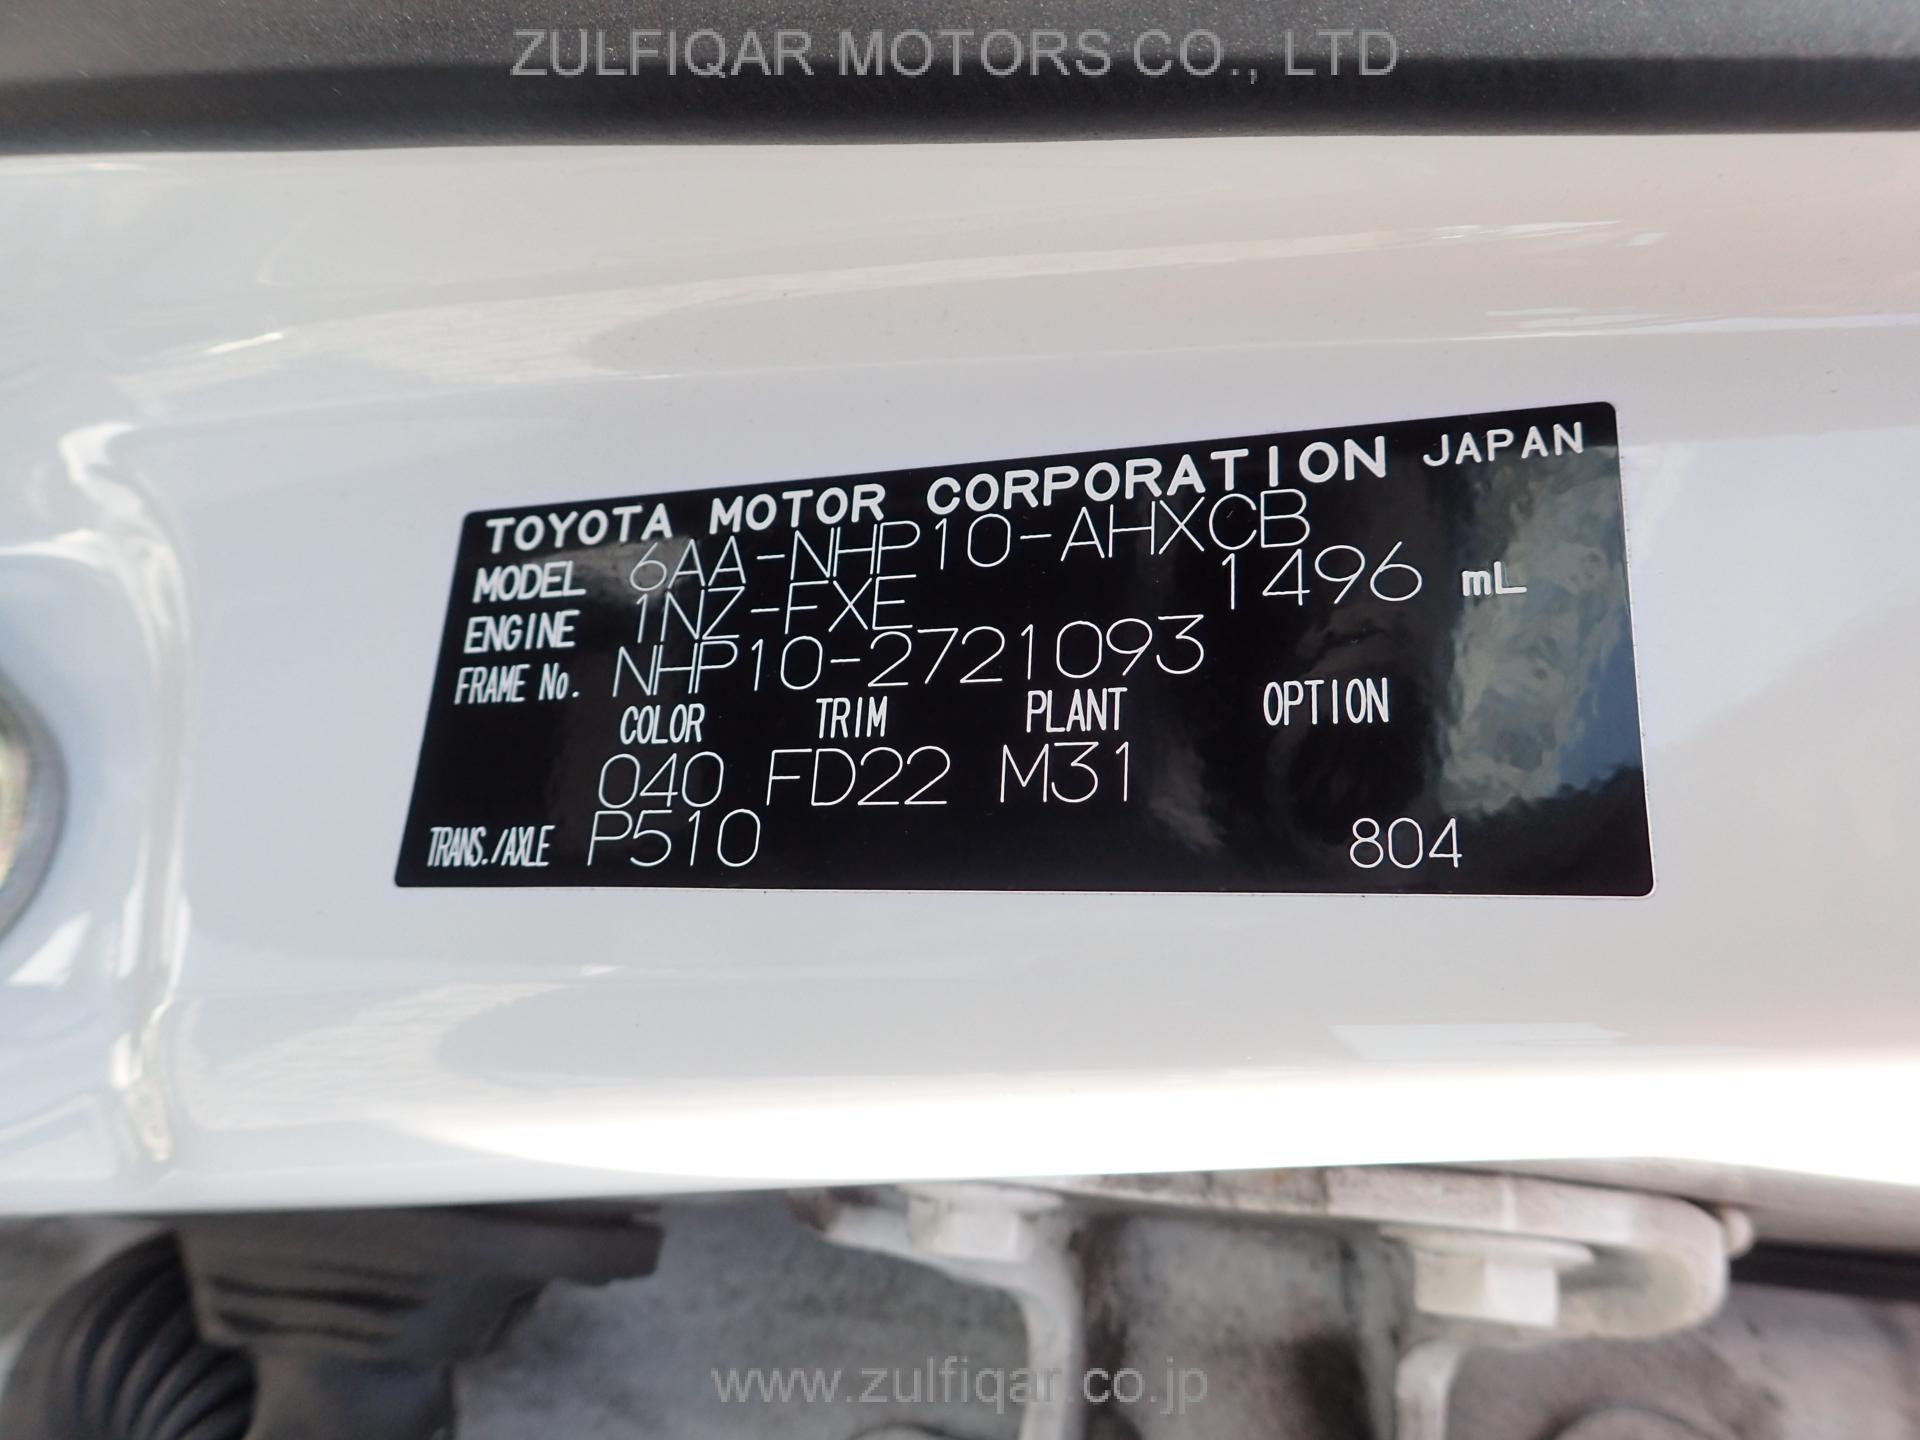 ZULFIQAR MOTORS CO., LTD
TOYOTA MOTOR CORPORATION JAPAN
MODEL 6AA-NHP10-AHXCB
ENGINE 1NZ-FXE 1496 mL
FRAME No. NHP10-2721093
COLOR TRIM PLANT OPTION
040 FD22 M31
TRANS./AXLE P510 804
www.zulfiqar.co.jp